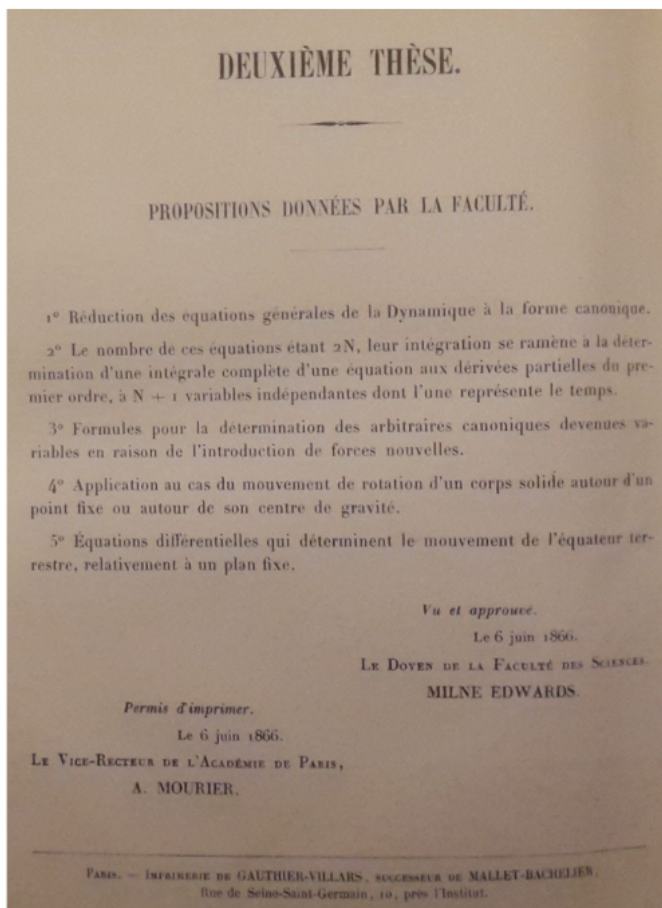 DEUXIÈME THÈSE.
PROPOSITIONS DONNÉES PAR LA FACULTÉ.
1º Réduction des équations générales de la Dynamique à la forme canonique.
2º Le nombre de ces équations étant 2N, leur intégration se ramène à la déter-
mination d'une intégrale complète d'une équation aux dérivées partielles du pre-
mier ordre, à N + 1 variables indépendantes dont l'une représente le temps.
3º Formules pour la détermination des arbitraires canoniques devenues va-
riables en raison de l'introduction de forces nouvelles.
4º Application au cas du mouvement de rotation d'un corps solide autour d'un
point fixe ou autour de son centre de gravité.
5º Équations différentielles qui déterminent le mouvement de l'équateur ter-
restre, relativement à un plan fixe.
Vu et approuvé.
Le 6 juin 1866.
LE DOYEN DE LA FACULTÉ DES SCIENCES.
MILNE EDWARDS.
Permis d'imprimer.
Le 6 juin 1866.
LE VICE-RECTEUR DE L'ACADÉMIE DE PARIS,
A. MOURIER.
PARIS. — IMPRIMERIE DE GAUTHIER-VILLARS, SUCCESSEUR DE MALLET-BACHELIER,
Rue de Seine-Saint-Germain, 10, près l'Institut.